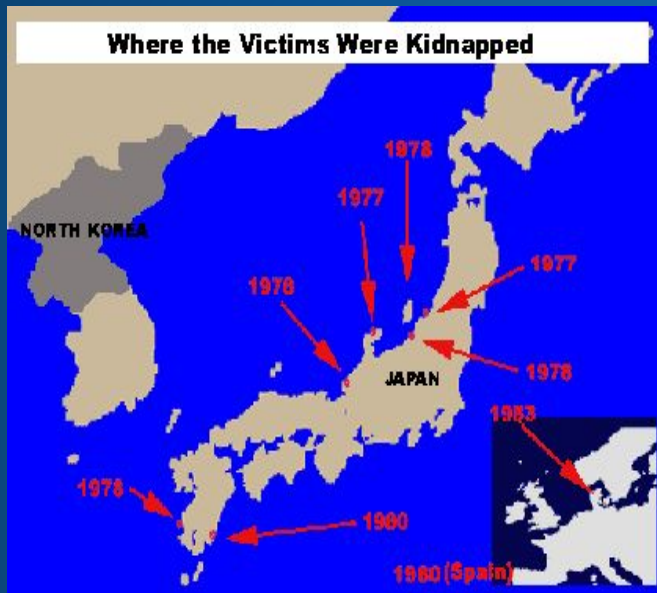 Where the Victims Were Kidnapped
1978
1977
NORTH KOREA
1977
1978
1978
JAPAN
1983
1978
1980
1980 (Spain)